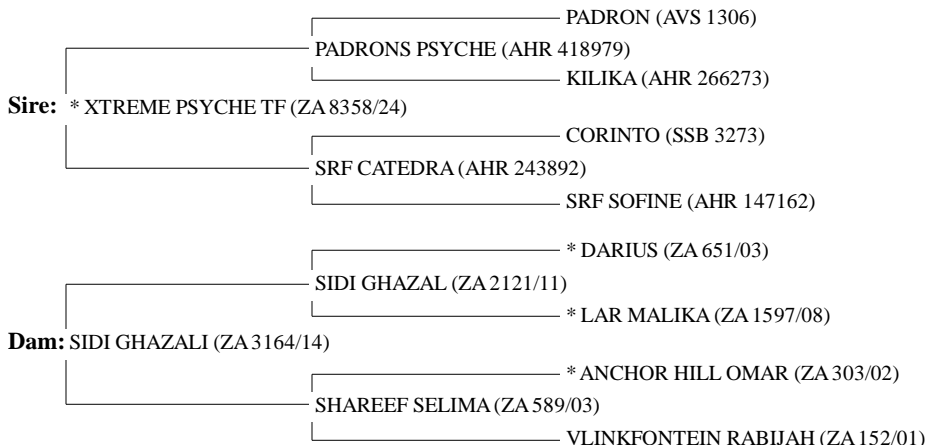 PADRON (AVS 1306)
PADRONS PSYCHE (AHR 418979)
KILIKA (AHR 266273)
Sire: * XTREME PSYCHE TF (ZA 8358/24)
CORINTO (SSB 3273)
SRF CATEDRA (AHR 243892)
SRF SOFINE (AHR 147162)
* DARIUS (ZA 651/03)
SIDI GHAZAL (ZA 2121/11)
* LAR MALIKA (ZA 1597/08)
Dam: SIDI GHAZALI (ZA 3164/14)
* ANCHOR HILL OMAR (ZA 303/02)
SHAREEF SELIMA (ZA 589/03)
VLINKFONTEIN RABIJAH (ZA 152/01)